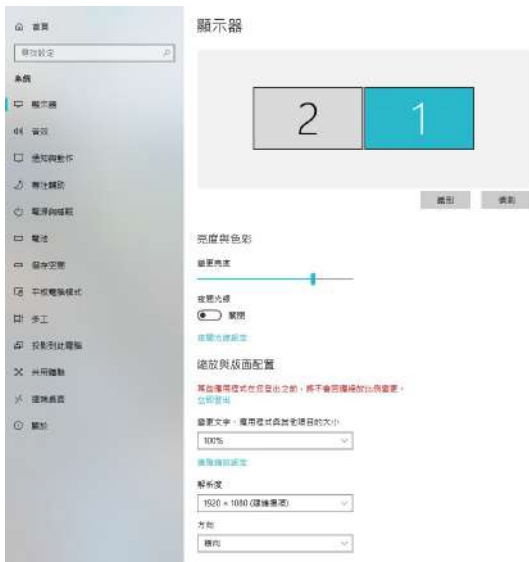 首頁
尋找設定
系統
顯示器
音效
通知與動作
專注輔助
電源與睡眠
電池
儲存空間
平板電腦模式
多工
投影到此電腦
共用體驗
遠端桌面
關於
顯示器
2
1
識別
偵測
亮度與色彩
變更亮度
夜間光線
關閉
夜間光線設定
縮放與版面配置
某些應用程式在您登出之前，將不會回應縮放比例變更。
立即登出
變更文字、應用程式與其他項目的大小
100%
進階縮放設定
解析度
1920 × 1080 (建議選項)
方向
橫向